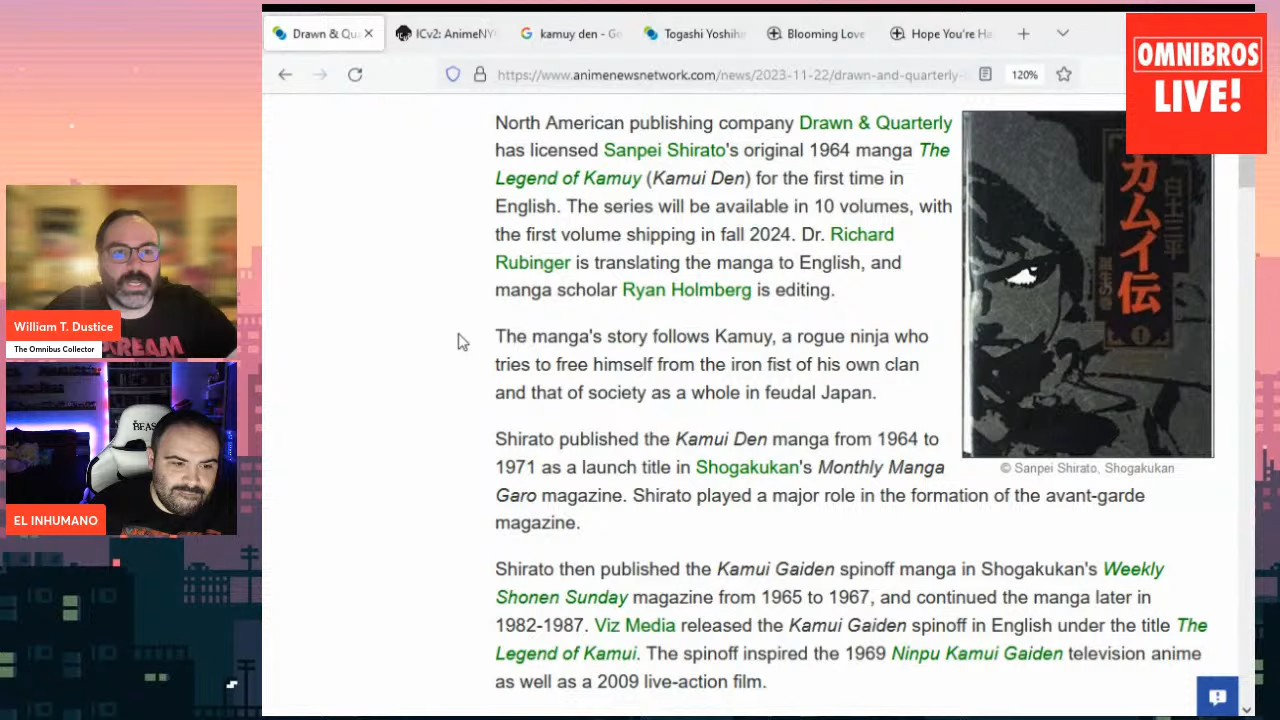 Drawn & Qua
ICv2: AnimeNY
kamuy den - Go
Togashi Yoshihi
Blooming Love
Hope You're Ha
OMNIBROS
LIVE!
https://www.animenewsnetwork.com/news/2023-11-22/drawn-and-quarterly-
120%
North American publishing company Drawn & Quarterly
has licensed Sanpei Shirato's original 1964 manga The
Legend of Kamuy (Kamui Den) for the first time in
English. The series will be available in 10 volumes, with
the first volume shipping in fall 2024. Dr. Richard
Rubinger is translating the manga to English, and
manga scholar Ryan Holmberg is editing.
カムイ伝
白土三平
1
The manga's story follows Kamuy, a rogue ninja who
tries to free himself from the iron fist of his own clan
and that of society as a whole in feudal Japan.
© Sanpei Shirato, Shogakukan
Shirato published the Kamui Den manga from 1964 to
1971 as a launch title in Shogakukan's Monthly Manga
Garo magazine. Shirato played a major role in the formation of the avant-garde
magazine.
Shirato then published the Kamui Gaiden spinoff manga in Shogakukan's Weekly
Shonen Sunday magazine from 1965 to 1967, and continued the manga later in
1982-1987. Viz Media released the Kamui Gaiden spinoff in English under the title The
Legend of Kamui. The spinoff inspired the 1969 Ninpu Kamui Gaiden television anime
as well as a 2009 live-action film.
William T. Dustice
The Omnibus Collector
BEAS
EL INHUMANO